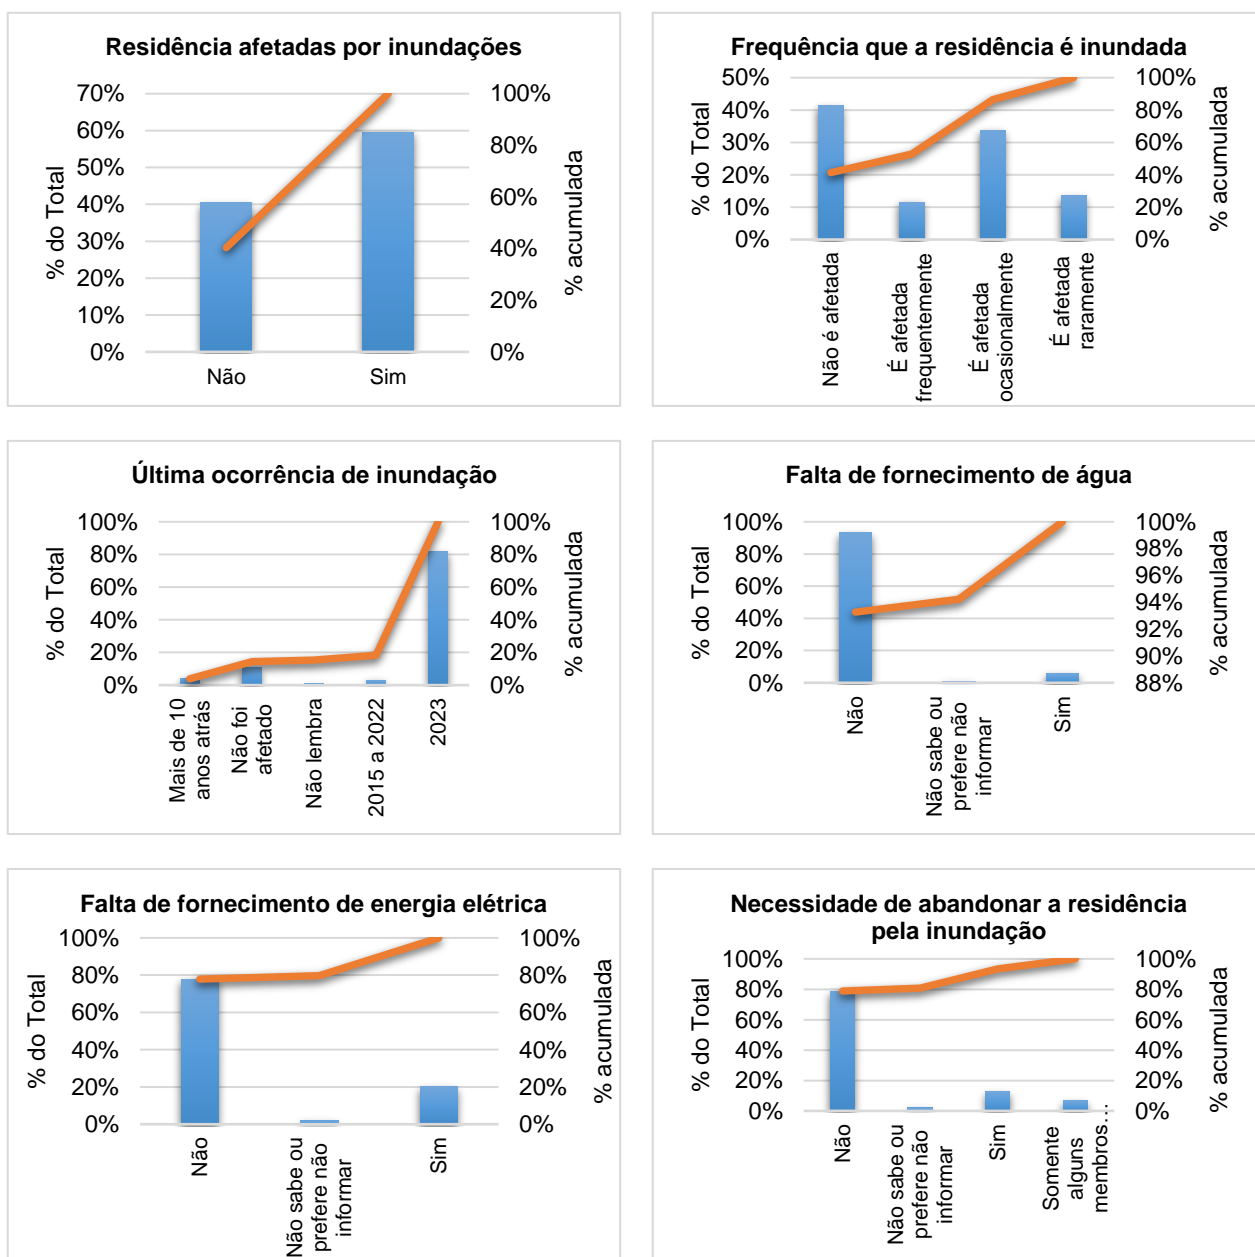 Residência afetadas por inundações
% do Total
70%
60%
50%
40%
30%
20%
10%
0%
100%
80%
60%
40%
20%
0%
% acumulada
Não
Sim
Frequência que a residência é inundada
% do Total
50%
40%
30%
20%
10%
0%
100%
80%
60%
40%
20%
0%
% acumulada
Não é afetada
É afetada
frequentemente
É afetada
ocasionalmente
É afetada
raramente
Última ocorrência de inundação
% do Total
100%
80%
60%
40%
20%
0%
100%
80%
60%
40%
20%
0%
% acumulada
Mais de 10
anos atrás
Não foi
afetado
Não lembra
2015 a 2022
2023
Falta de fornecimento de água
% do Total
100%
80%
60%
40%
20%
0%
100%
98%
96%
94%
92%
90%
88%
% acumulada
Não
Não sabe ou
prefere não
informar
Sim
Falta de fornecimento de energia elétrica
% do Total
100%
80%
60%
40%
20%
0%
100%
80%
60%
40%
20%
0%
% acumulada
Não
Não sabe ou
prefere não
informar
Sim
Necessidade de abandonar a residência
pela inundação
% do Total
100%
80%
60%
40%
20%
0%
100%
80%
60%
40%
20%
0%
% acumulada
Não
Não sabe ou
prefere não
informar
Sim
Somente
alguns
membros…